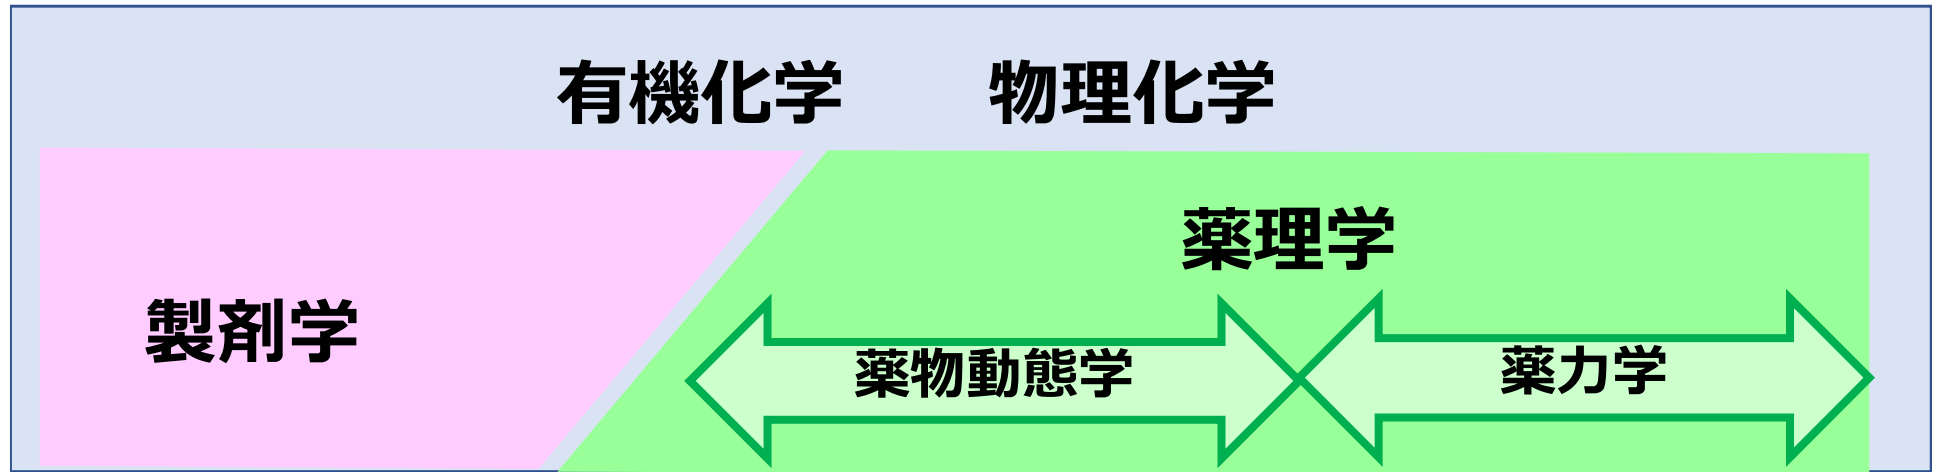 有機化学 物理化学
薬理学
製剤学
薬物動態学 薬力学